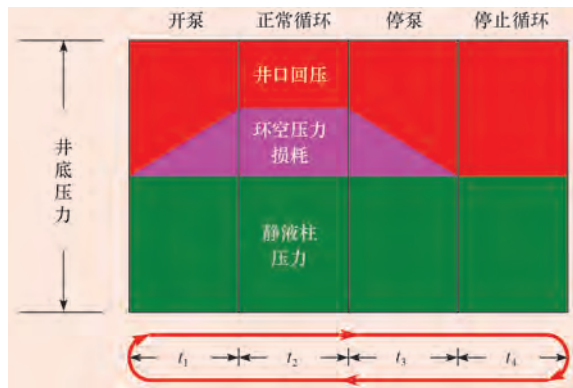 开泵
正常循环
停泵
停止循环
井口回压
环空压力
损耗
静液柱
压力
井底压力
t₁
t₂
t₃
t₄